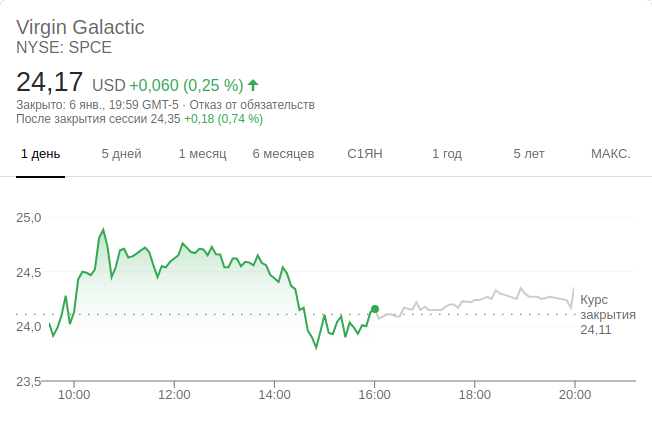 Virgin Galactic
NYSE: SPCE
24,17 USD +0,060 (0,25 %)
Закрыто: 6 янв., 19:59 GMT-5 · Отказ от обязательств
После закрытия сессии 24,35 +0,18 (0,74 %)
1 день 5 дней 1 месяц 6 месяцев С1ЯН 1 год 5 лет МАКС.
25,0
24,5
24,0
23,5
Курс
закрытия
24,11
10:00 12:00 14:00 16:00 18:00 20:00